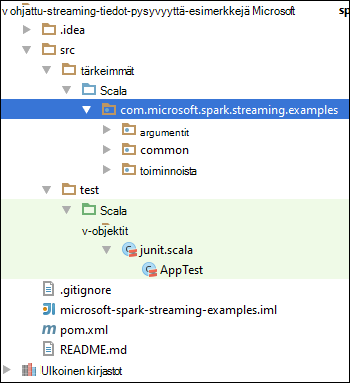 v ohjattu-streaming-tiedot-pysyvyyttä-esimerkkejä Microsoft sp
.idea
src
tärkeimmät
Scala
com.microsoft.spark.streaming.examples
argumentit
common
toiminnoista
test
Scala
v-objektit
junit.scala
AppTest
.gitignore
microsoft-spark-streaming-examples.iml
pom.xml
README.md
Ulkoinen kirjastot